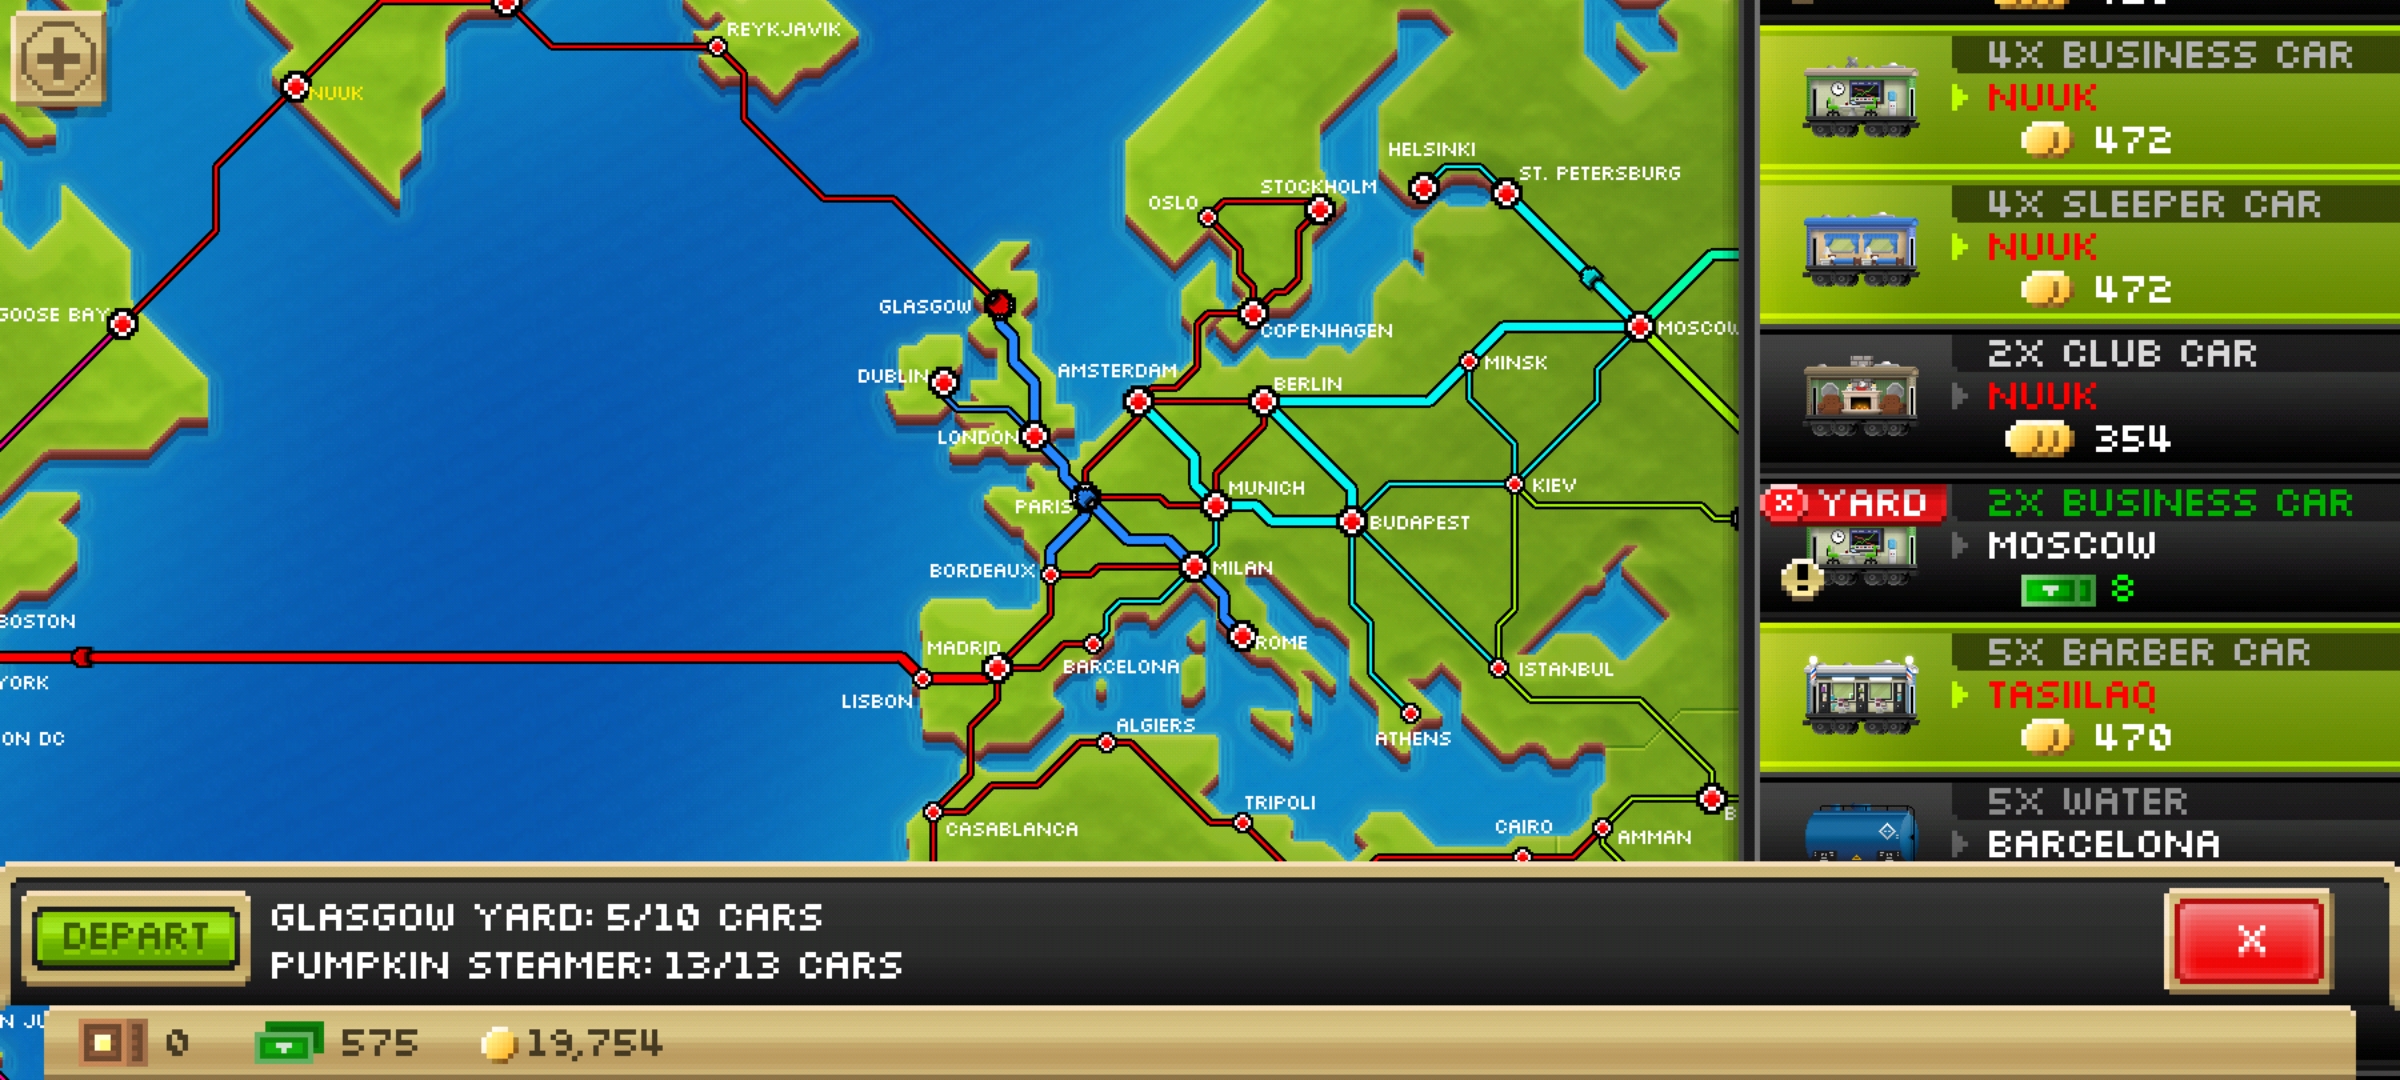 REYKJAVIK
NUUK
HELSINKI
ST. PETERSBURG
STOCKHOLM
OSLO
GLASGOW
GOOSE BAY
COPENHAGEN
MOSCOW
MINSK
AMSTERDAM
DUBLIN
BERLIN
LONDON
MUNICH
KIEV
PARIS
BUDAPEST
BORDEAUX
MILAN
BOSTON
MADRID
ROME
BARCELONA
ISTANBUL
YORK
LISBON
ALGIERS
ON DC
ATHENS
TRIPOLI
CASABLANCA
CAIRO
AMMAN
B
4X BUSINESS CAR
NUUK
472
4X SLEEPER CAR
NUUK
472
2X CLUB CAR
NUUK
354
X YARD
2X BUSINESS CAR
MOSCOW
8
5X BARBER CAR
TASIILAQ
470
5X WATER
BARCELONA
DEPART
GLASGOW YARD: 5/10 CARS
PUMPKIN STEAMER: 13/13 CARS
X
N JU
0
575
19,754